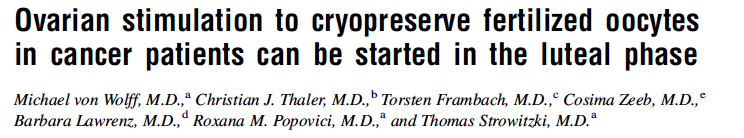 Ovarian stimulation to cryopreserve fertilized oocytes
in cancer patients can be started in the luteal phase
Michael von Wolff, M.D.,a Christian J. Thaler, M.D.,b Torsten Frambach, M.D.,c Cosima Zeeb, M.D.,e
Barbara Lawrenz, M.D.,d Roxana M. Popovici, M.D.,a and Thomas Strowitzki, M.D.a